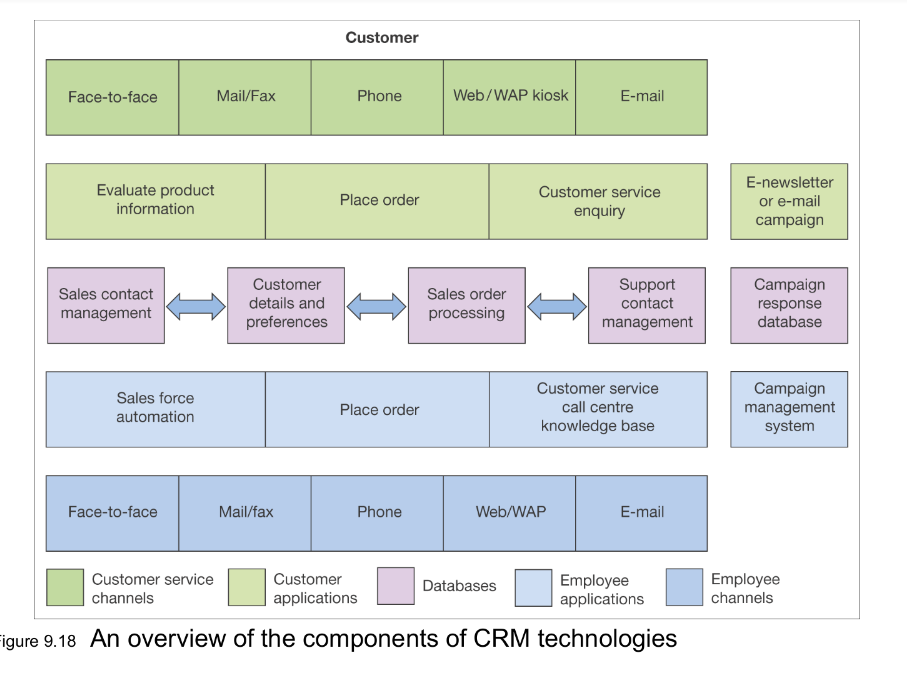 Customer
Face-to-face
Mail/Fax
Phone
Web/WAP kiosk
E-mail
Evaluate product
information
Place order
Customer service
enquiry
E-newsletter
or e-mail
campaign
Sales contact
management
Customer
details and
preferences
Sales order
processing
Support
contact
management
Campaign
response
database
Sales force
automation
Place order
Customer service
call centre
knowledge base
Campaign
management
system
Face-to-face
Mail/fax
Phone
Web/WAP
E-mail
Customer service
channels
Customer
applications
Databases
Employee
applications
Employee
channels
igure 9.18 An overview of the components of CRM technologies